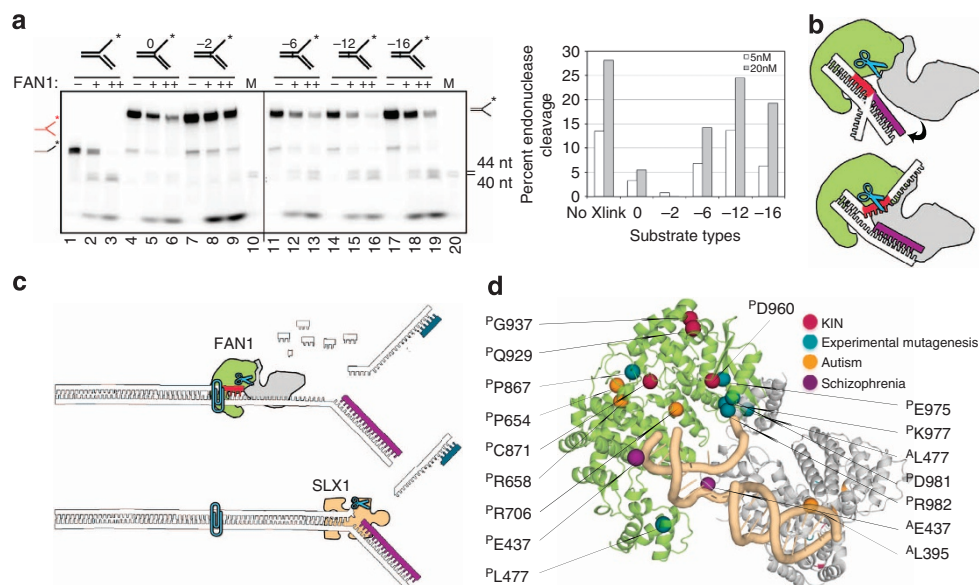 a
0 −2 −6 −12 −16
* * * * * *
FAN1: − + ++ − + ++ − + ++ M − + ++ − + ++ − + ++ M
*
*
*
44 nt
40 nt
1 2 3 4 5 6 7 8 9 10 11 12 13 14 15 16 17 18 19 20
Percent endonuclease cleavage
30
25
20
15
10
5
0
5nM
20nM
No Xlink 0 −2 −6 −12 −16
Substrate types
b
c
FAN1
SLX1
d
PG937
PQ929
PP867
PP654
PC871
PR658
PR706
PE437
PL477
PD960
KIN
Experimental mutagenesis
Autism
Schizophrenia
PE975
PK977
AL477
PD981
PR982
AE437
AL395